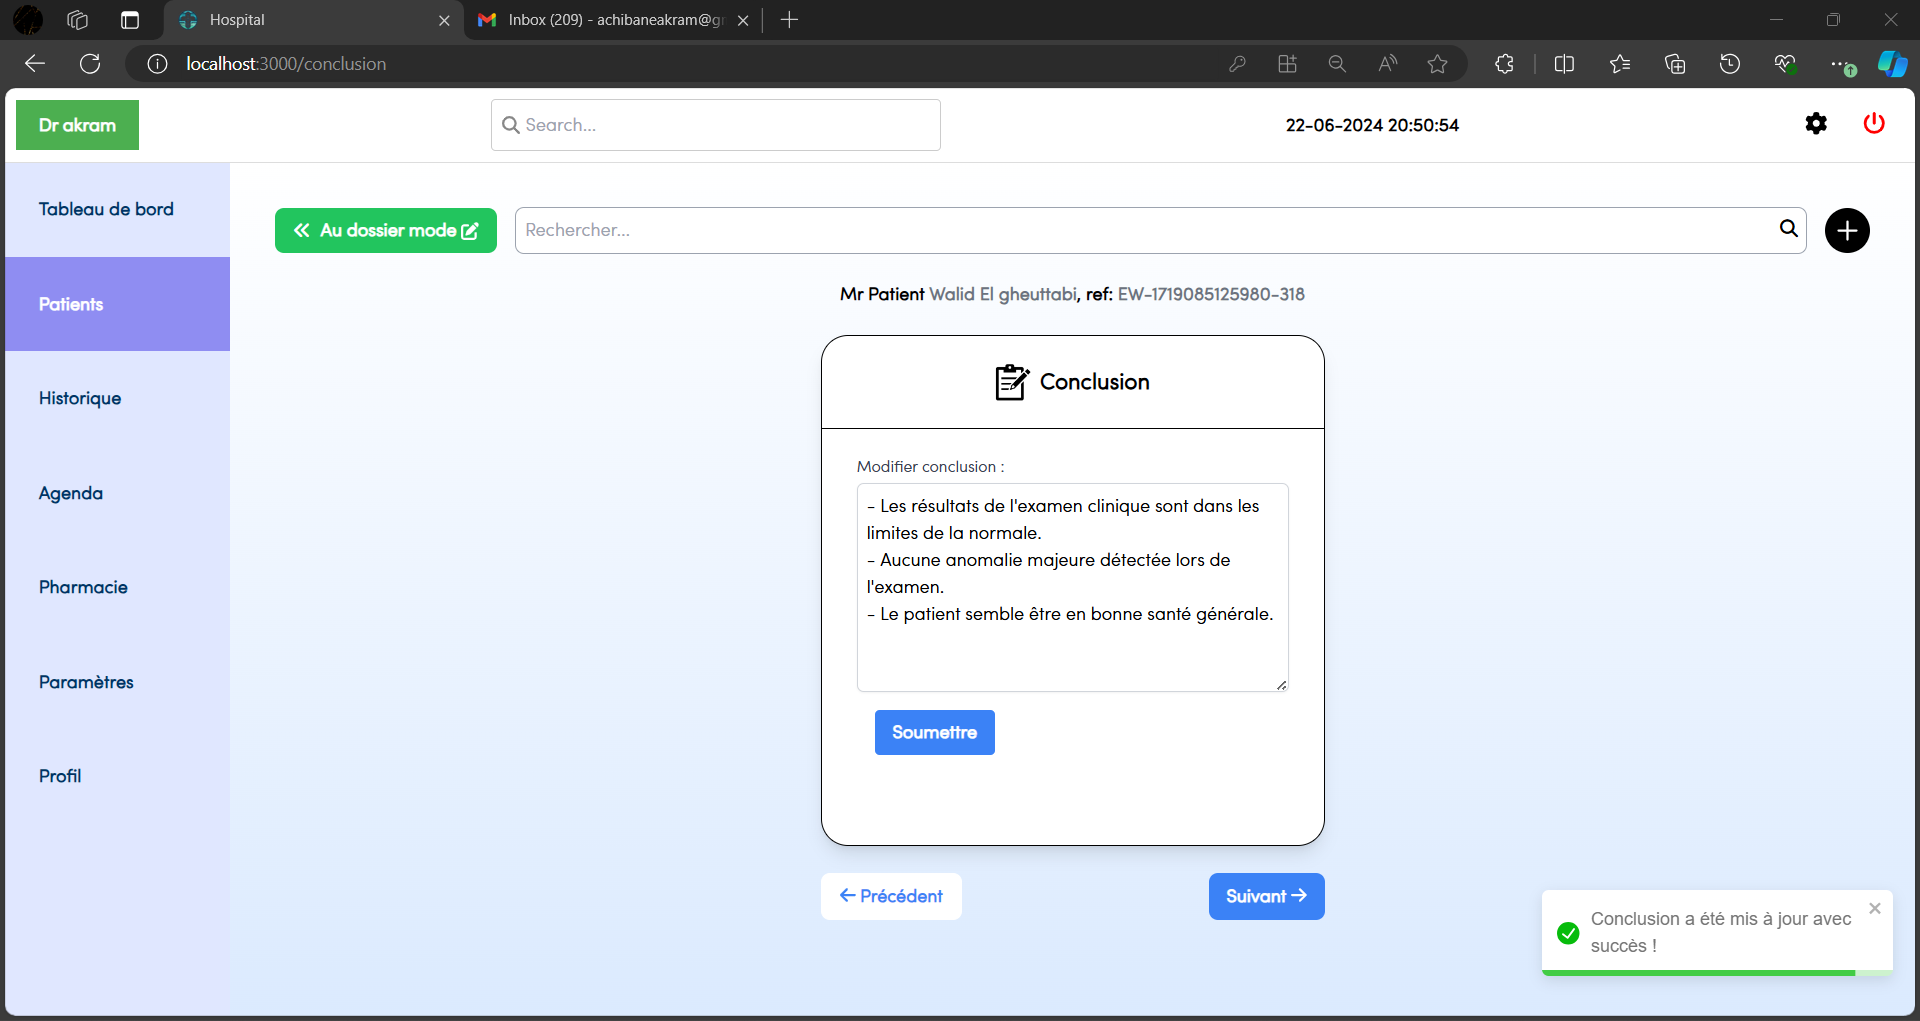 Hospital
Inbox (209) - achibaneakram@gr
localhost:3000/conclusion
Dr akram
Search...
22-06-2024 20:50:54
Tableau de bord
Patients
Historique
Agenda
Pharmacie
Paramètres
Profil
Au dossier mode
Rechercher...
Mr Patient Walid El gheuttabi, ref: EW-1719085125980-318
Conclusion
Modifier conclusion :
- Les résultats de l'examen clinique sont dans les
limites de la normale.
- Aucune anomalie majeure détectée lors de
l'examen.
- Le patient semble être en bonne santé générale.
Soumettre
Précédent
Suivant
Conclusion a été mis à jour avec
succès !